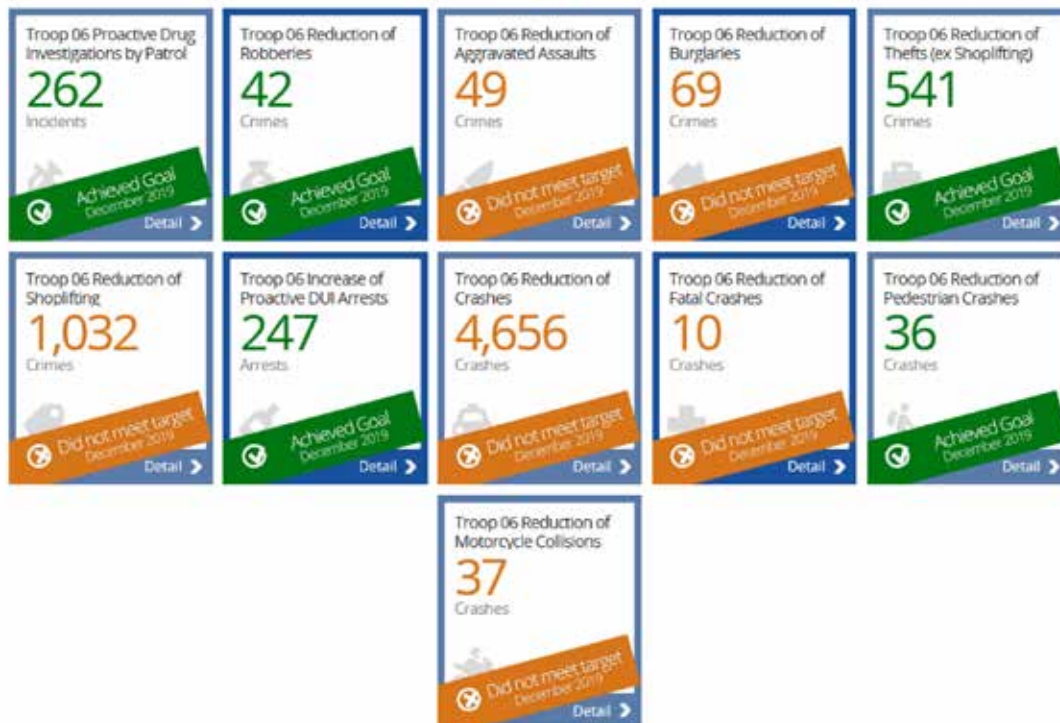 Troop 06 Proactive Drug
Investigations by Patrol
262
Incidents
Achieved Goal
December 2019
Detail
Troop 06 Reduction of
Robberies
42
Crimes
Achieved Goal
December 2019
Detail
Troop 06 Reduction of
Aggravated Assaults
49
Crimes
Did not meet target
December 2019
Detail
Troop 06 Reduction of
Burglaries
69
Crimes
Did not meet target
December 2019
Detail
Troop 06 Reduction of
Thefts (ex Shoplifting)
541
Crimes
Achieved Goal
December 2019
Detail
Troop 06 Reduction of
Shoplifting
1,032
Crimes
Did not meet target
December 2019
Detail
Troop 06 Increase of
Proactive DUI Arrests
247
Arrests
Achieved Goal
December 2019
Detail
Troop 06 Reduction of
Crashes
4,656
Crashes
Did not meet target
December 2019
Detail
Troop 06 Reduction of
Fatal Crashes
10
Crashes
Did not meet target
December 2019
Detail
Troop 06 Reduction of
Pedestrian Crashes
36
Crashes
Achieved Goal
December 2019
Detail
Troop 06 Reduction of
Motorcycle Collisions
37
Crashes
Did not meet target
December 2019
Detail